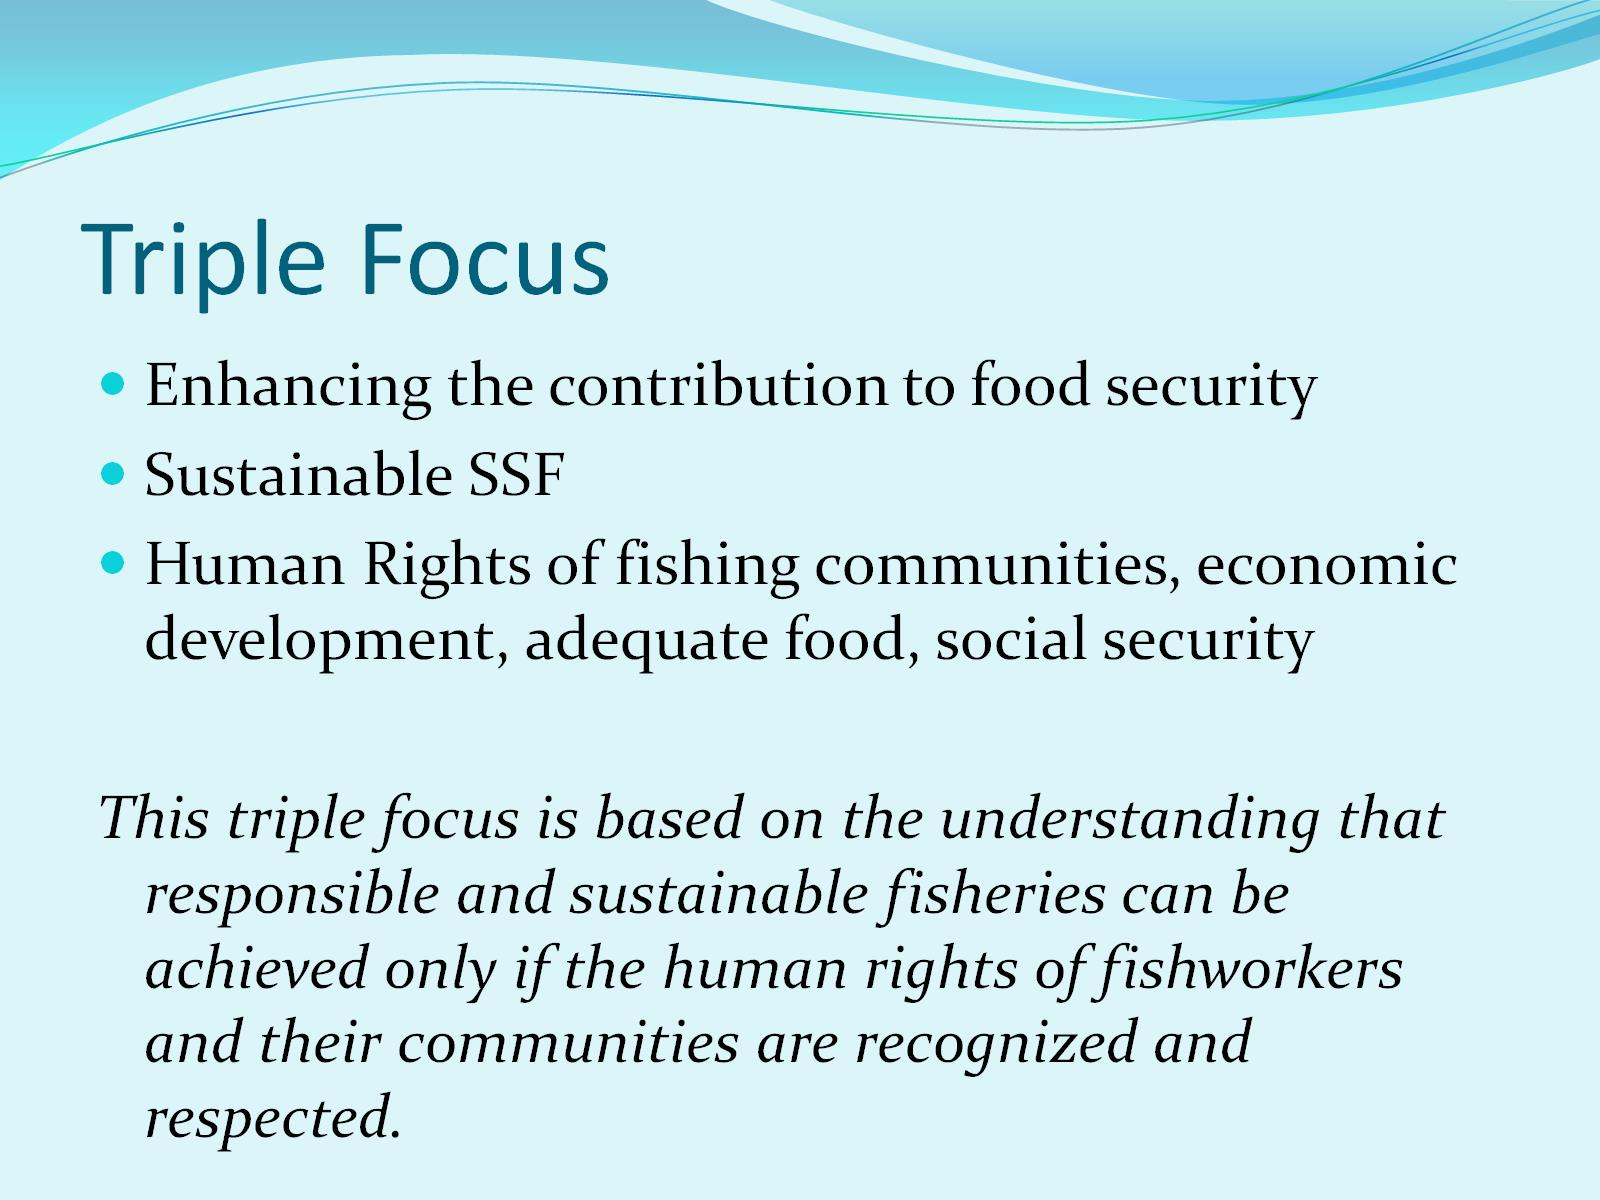 Triple Focus
• Enhancing the contribution to food security
• Sustainable SSF
• Human Rights of fishing communities, economic
development, adequate food, social security
This triple focus is based on the understanding that
responsible and sustainable fisheries can be
achieved only if the human rights of fishworkers
and their communities are recognized and
respected.